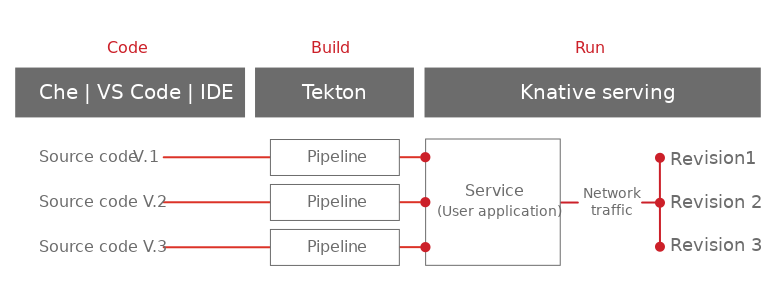 Code
Build
Run
Che | VS Code | IDE
Tekton
Knative serving
Source codeV.1
Pipeline
Revision1
Source code V.2
Pipeline
Service
(User application)
Network
traffic
Revision 2
Source code V.3
Pipeline
Revision 3